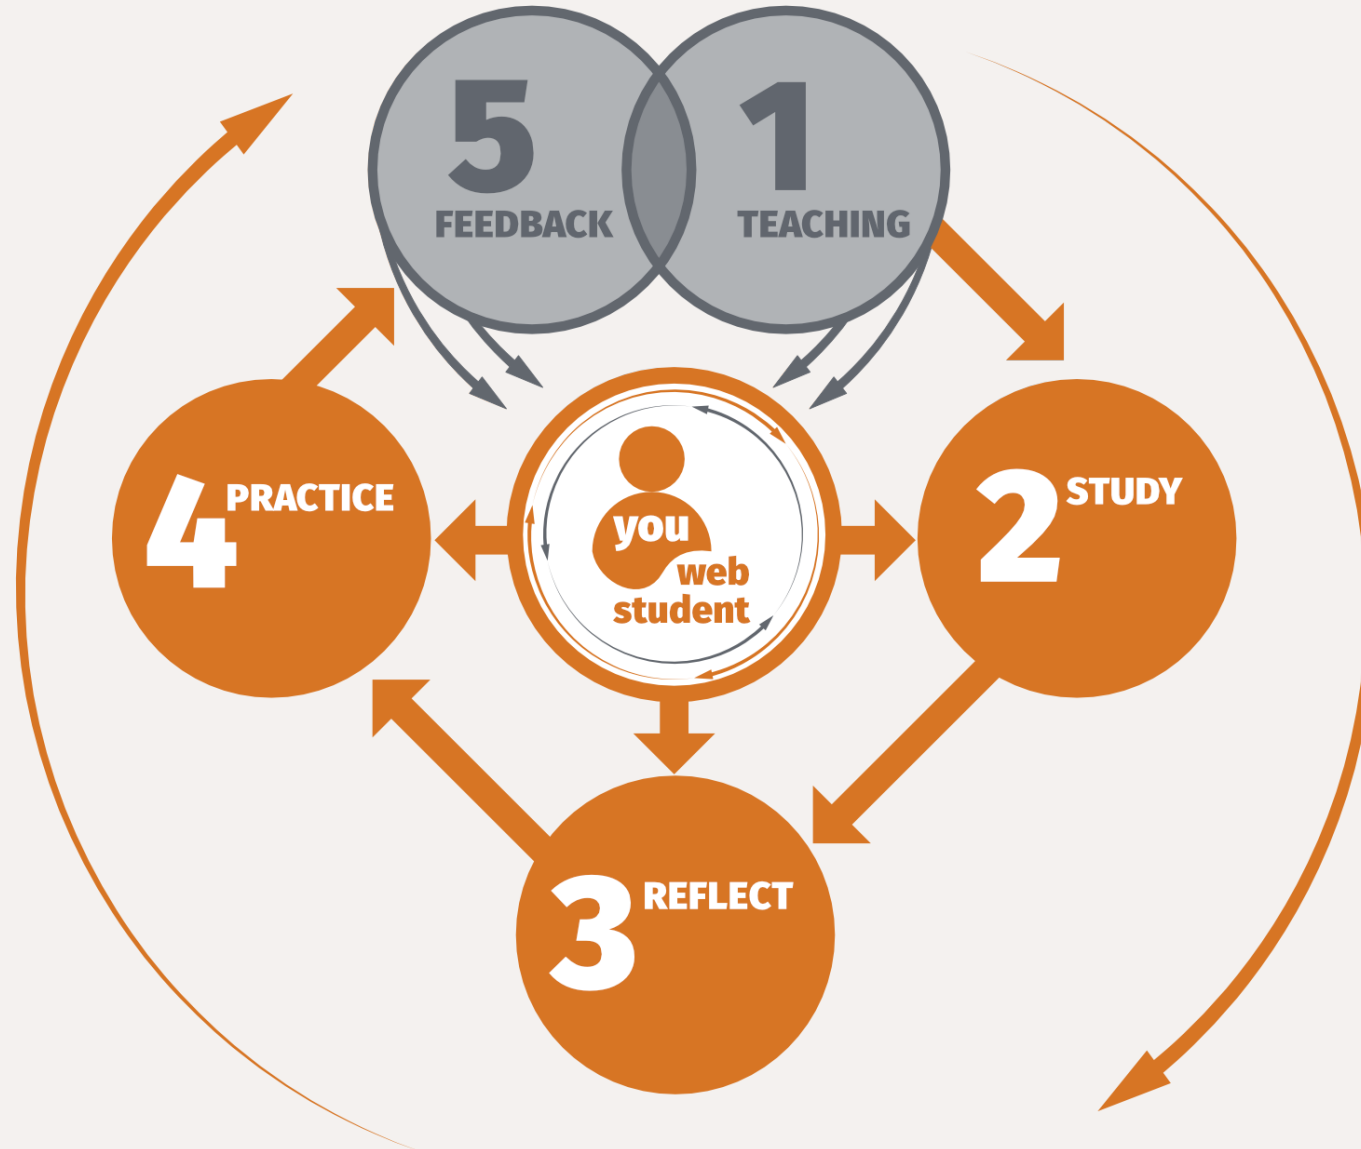 5
FEEDBACK
1
TEACHING
4 PRACTICE
you
web
student
2 STUDY
3 REFLECT